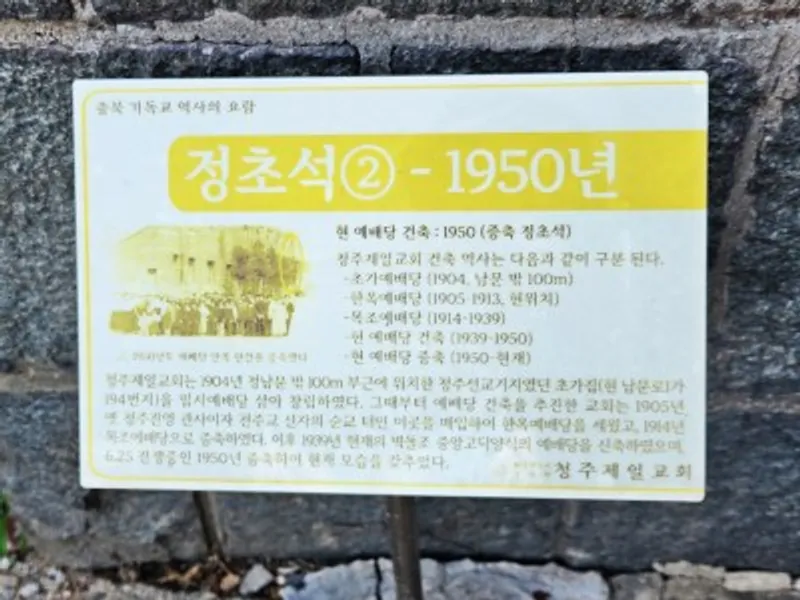 충북 기독교 역사의 요람
정초석② - 1950년
현 예배당 건축 : 1950 (증축 정초석)
청주제일교회 건축 역사는 다음과 같이 구분 된다.
-초가예배당 (1904, 남문 밖 100m)
-한옥예배당 (1905-1913, 현위치)
-목조예배당 (1914-1939)
-현 예배당 건축 (1939-1950)
-현 예배당 증축 (1950-현재)
예배당 증축했다
청주제일교회는 1904년 청남문 밖 100m 부근에 위치한 청주선교기지였던 초가집(현 남문로1가
194번지)을 임시예배당 삼아 창립하였다. 그때부터 예배당 건축을 추진한 교회는 1905년,
옛 청주진영 관사이자 천주교 신자의 순교 터인 이곳을 매입하여 한옥예배당을 세웠고, 1914년
목조예배당으로 증축하였다. 이후 1939년 현재의 벽돌조 중앙고딕양식의 예배당을 신축하였으며,
6.25 전쟁중인 1950년 증축하여 현재 모습을 갖추었다.
청주제일교회